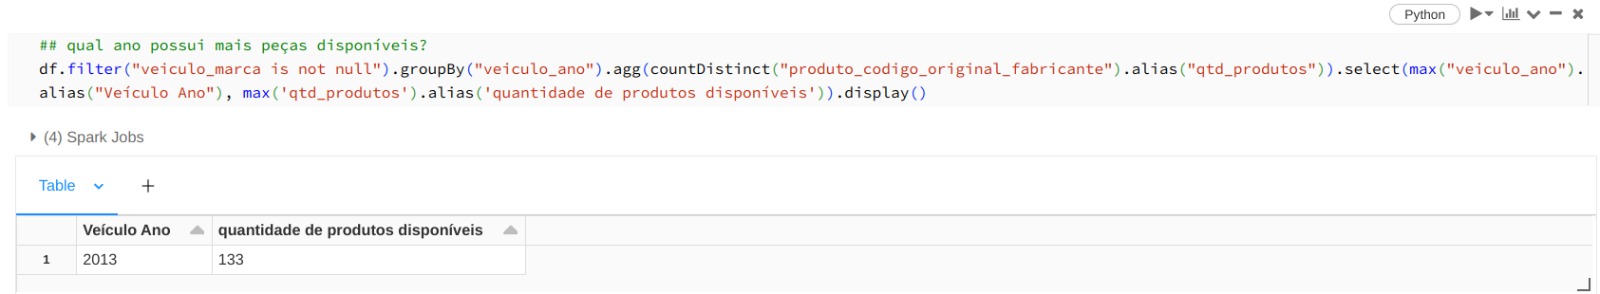 Python
## qual ano possui mais peças disponíveis?
df.filter("veiculo_marca is not null").groupBy("veiculo_ano").agg(countDistinct("produto_codigo_original_fabricante").alias("qtd_produtos")).select(max("veiculo_ano").
alias("Veículo Ano"), max('qtd_produtos').alias('quantidade de produtos disponíveis')).display()
(4) Spark Jobs
Table +
Veículo Ano quantidade de produtos disponíveis
1 2013 133